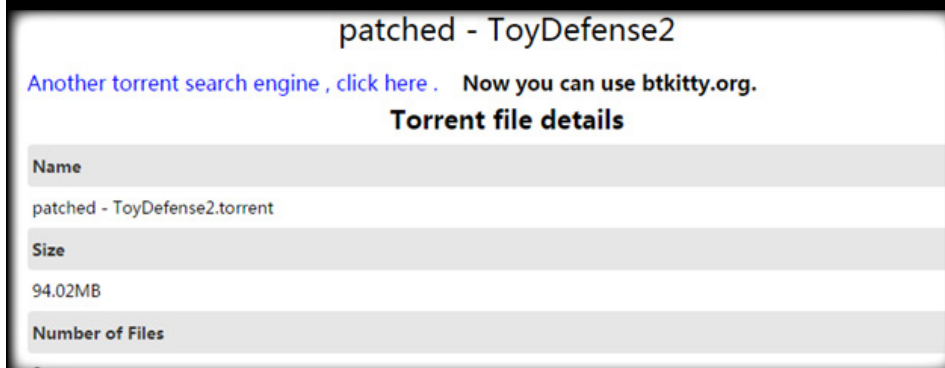 patched - ToyDefense2
Another torrent search engine , click here . Now you can use btkitty.org.
Torrent file details
Name
patched - ToyDefense2.torrent
Size
94.02MB
Number of Files